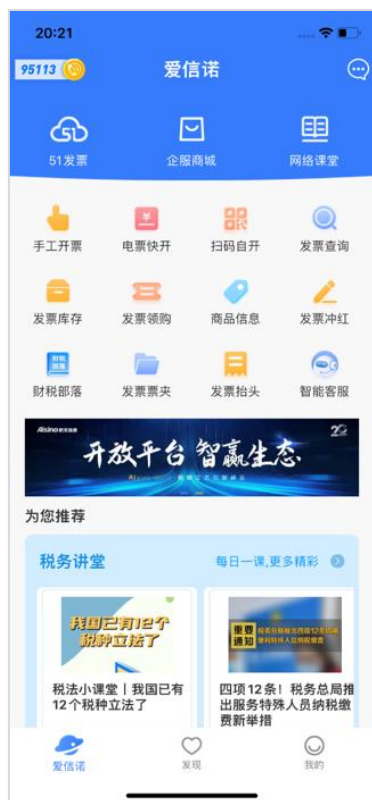 20:21
95113
爱信诺
51发票
企服商城
网络课堂
手工开票
电票快开
扫码自开
发票查询
发票库存
发票领购
商品信息
发票冲红
财税部落
发票票夹
发票抬头
智能客服
Aisino
开放平台 智赢生态
为您推荐
税务讲堂
每日一课,更多精彩
我国已有12个
税种立法了
重要
通知
税法小课堂丨我国已有
12个税种立法了
四项12条！税务总局推
出服务特殊人员纳税缴
费新举措
爱信诺
发现
我的